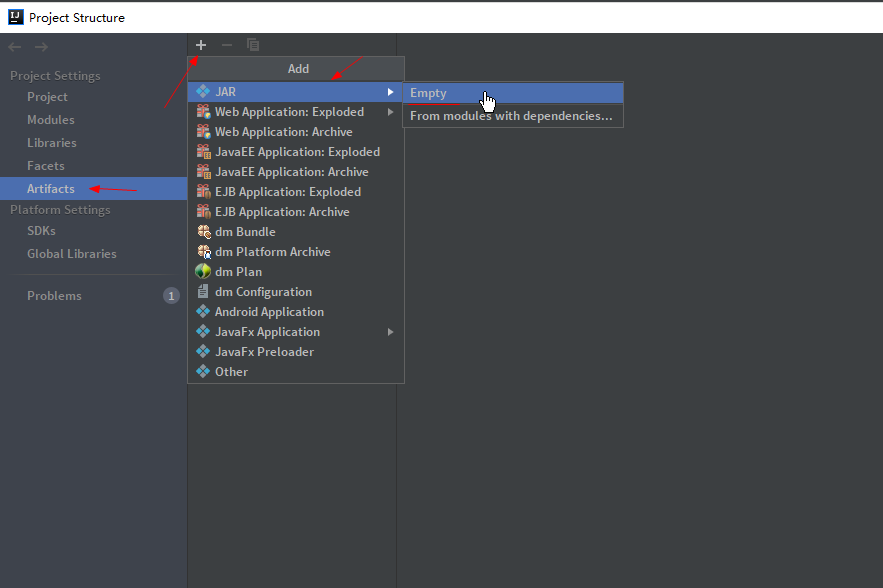 IJ Project Structure
Add
Project Settings
Project
Modules
Libraries
Facets
Artifacts
Platform Settings
SDKs
Global Libraries
Problems 1
JAR
Web Application: Exploded
Web Application: Archive
JavaEE Application: Exploded
JavaEE Application: Archive
EJB Application: Exploded
EJB Application: Archive
dm Bundle
dm Platform Archive
dm Plan
dm Configuration
Android Application
JavaFx Application
JavaFx Preloader
Other
Empty
From modules with dependencies...